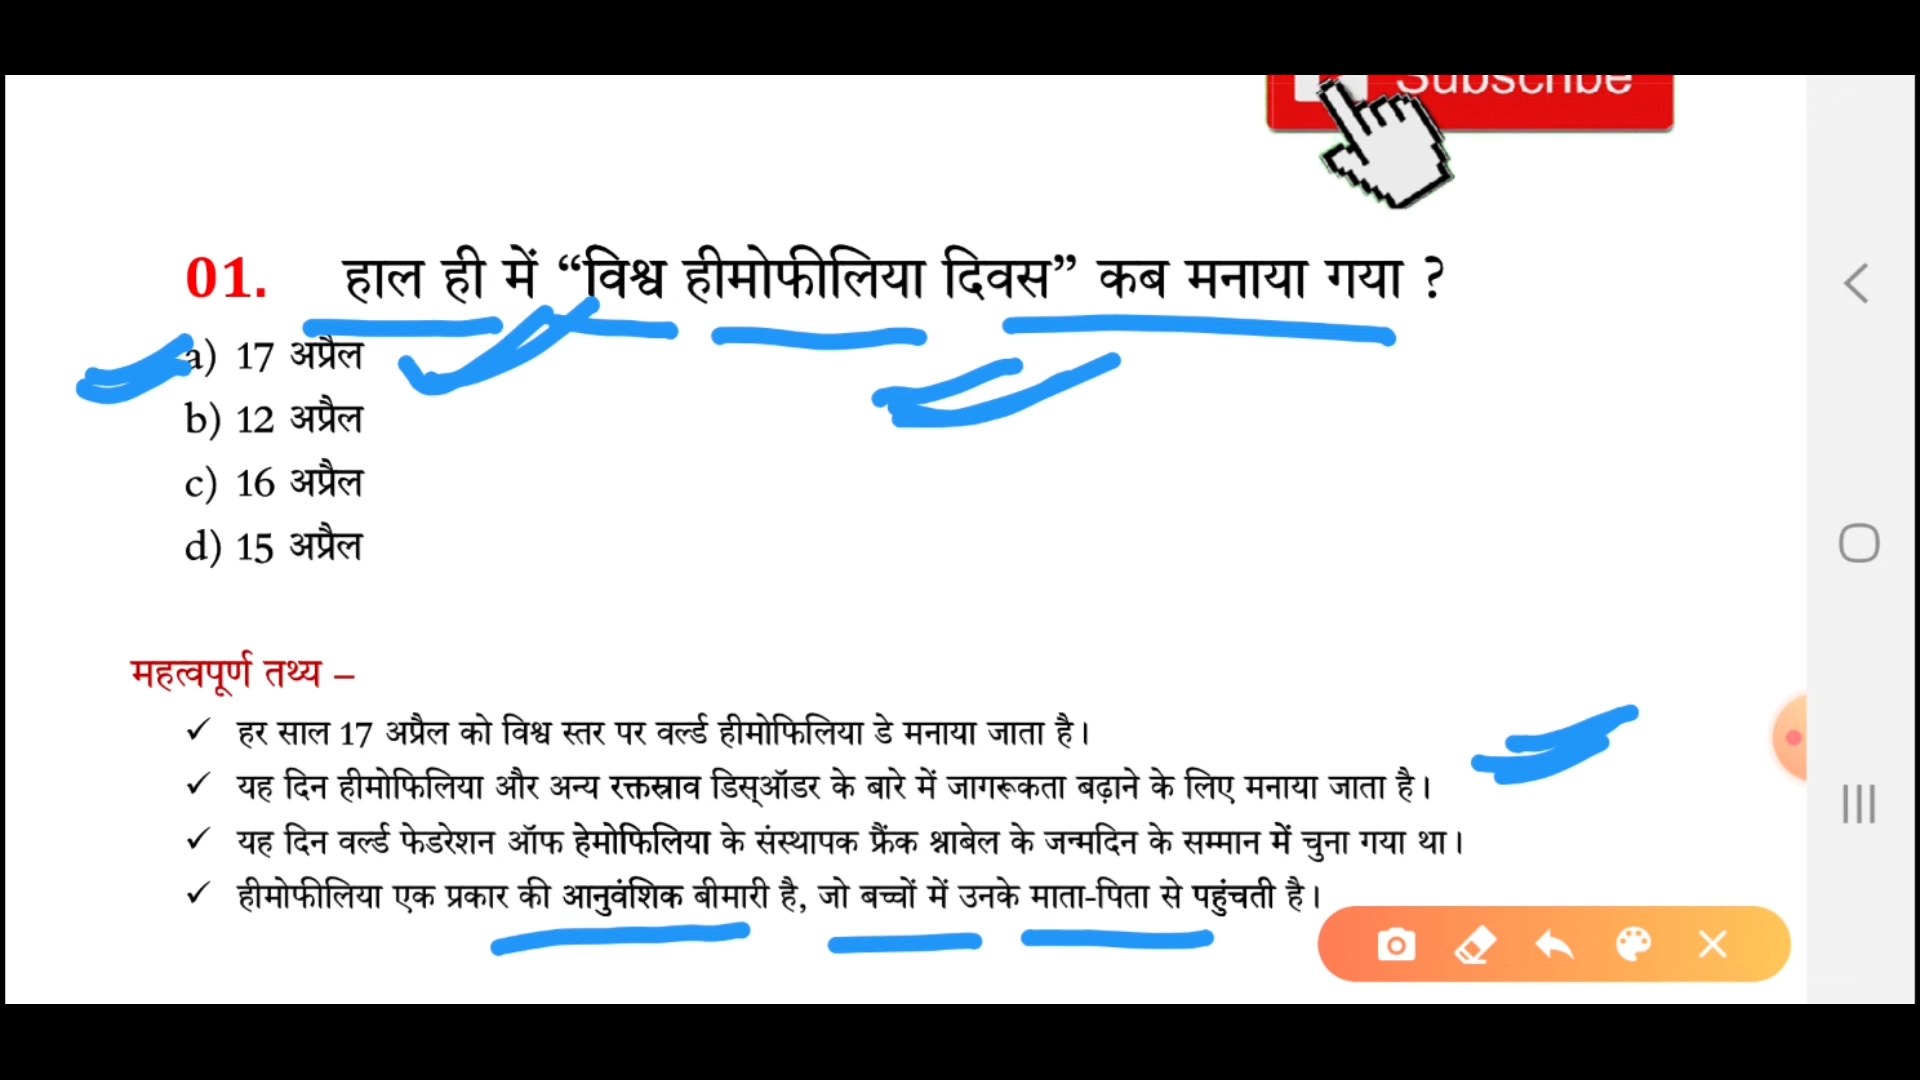 Subscribe
01. हाल ही में “विश्व हीमोफीलिया दिवस” कब मनाया गया ?
a) 17 अप्रैल
b) 12 अप्रैल
c) 16 अप्रैल
d) 15 अप्रैल
महत्वपूर्ण तथ्य –
✓ हर साल 17 अप्रैल को विश्व स्तर पर वर्ल्ड हीमोफिलिया डे मनाया जाता है।
✓ यह दिन हीमोफिलिया और अन्य रक्तस्राव डिस्ऑडर के बारे में जागरूकता बढ़ाने के लिए मनाया जाता है।
✓ यह दिन वर्ल्ड फेडरेशन ऑफ हेमोफिलिया के संस्थापक फ्रैंक श्नाबेल के जन्मदिन के सम्मान में चुना गया था।
✓ हीमोफीलिया एक प्रकार की आनुवंशिक बीमारी है, जो बच्चों में उनके माता-पिता से पहुंचती है।